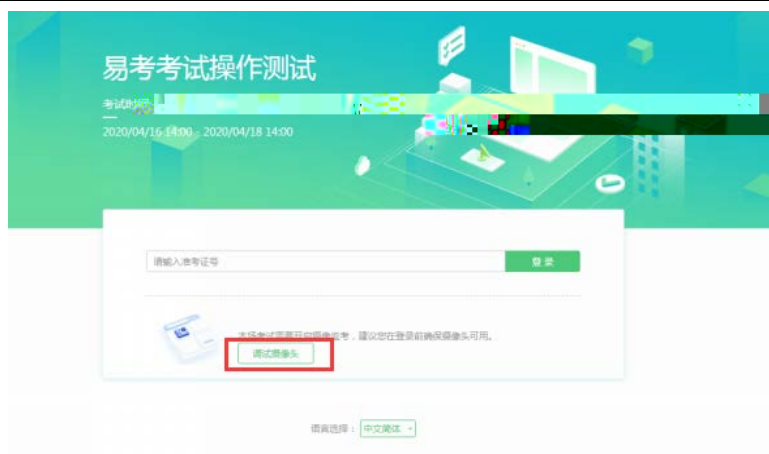 易考考试操作测试
考试时间
2020/04/16 14:00 - 2020/04/18 14:00
请输入准考证号
登录
本场考试需要开启摄像监考，建议您在登录前确保摄像头可用。
调试摄像头
语言选择：中文简体